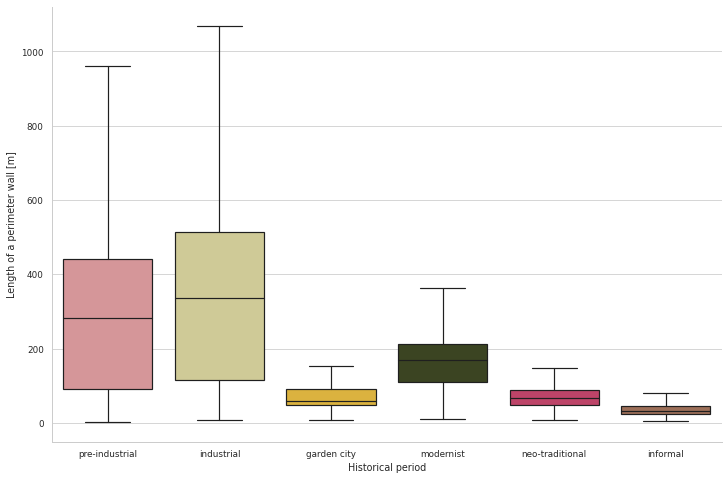 1000
800
600
400
200
0
Length of a perimeter wall [m]
pre-industrial
industrial
garden city
modernist
neo-traditional
informal
Historical period